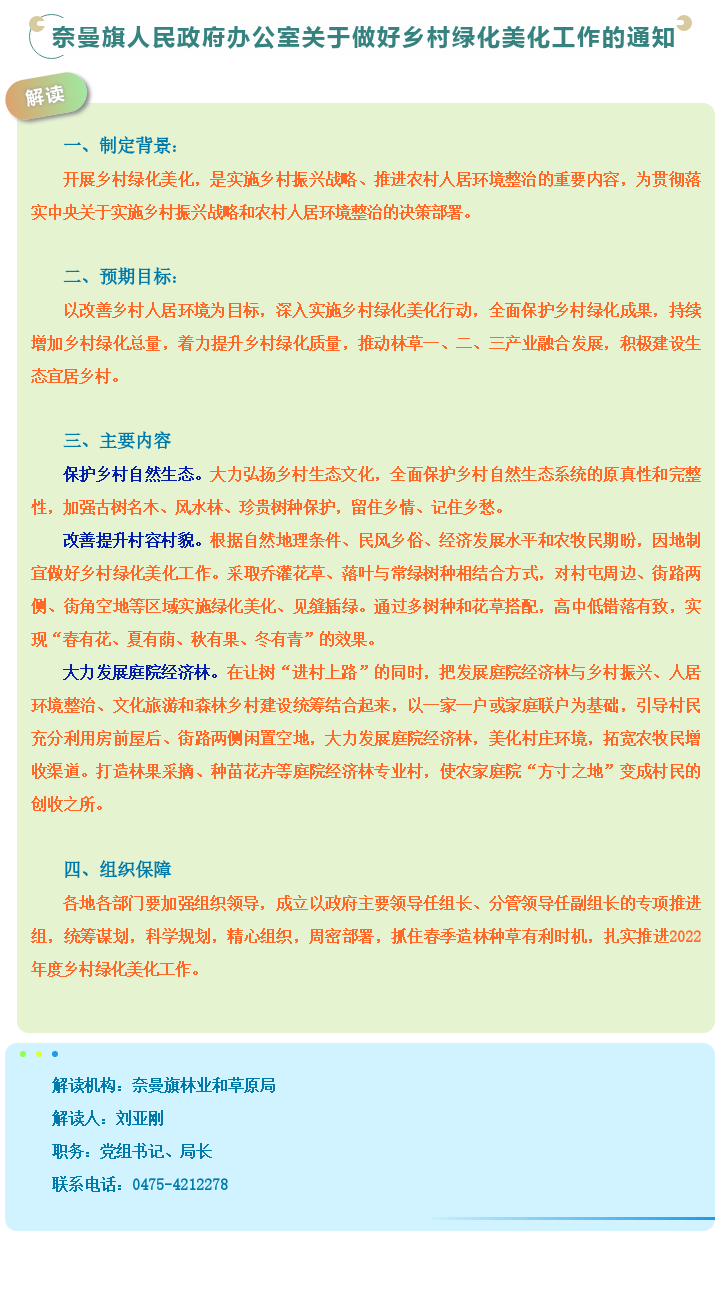 奈曼旗人民政府办公室关于做好乡村绿化美化工作的通知
解读
一、制定背景：
开展乡村绿化美化，是实施乡村振兴战略、推进农村人居环境整治的重要内容，为贯彻落
实中央关于实施乡村振兴战略和农村人居环境整治的决策部署。
二、预期目标：
以改善乡村人居环境为目标，深入实施乡村绿化美化行动，全面保护乡村绿化成果，持续
增加乡村绿化总量，着力提升乡村绿化质量，推动林草一、二、三产业融合发展，积极建设生
态宜居乡村。
三、主要内容
保护乡村自然生态。大力弘扬乡村生态文化，全面保护乡村自然生态系统的原真性和完整
性，加强古树名木、风水林、珍贵树种保护，留住乡情、记住乡愁。
改善提升村容村貌。根据自然地理条件、民风乡俗、经济发展水平和农牧民期盼，因地制
宜做好乡村绿化美化工作。采取乔灌花草、落叶与常绿树种相结合方式，对村屯周边、街路两
侧、街角空地等区域实施绿化美化、见缝插绿。通过多树种和花草搭配，高中低错落有致，实
现“春有花、夏有荫、秋有果、冬有青”的效果。
大力发展庭院经济林。在让树“进村上路”的同时，把发展庭院经济林与乡村振兴、人居
环境整治、文化旅游和森林乡村建设统筹结合起来，以一家一户或家庭联户为基础，引导村民
充分利用房前屋后、街路两侧闲置空地，大力发展庭院经济林，美化村庄环境，拓宽农牧民增
收渠道。打造林果采摘、种苗花卉等庭院经济林专业村，使农家庭院“方寸之地”变成村民的
创收之所。
四、组织保障
各地各部门要加强组织领导，成立以政府主要领导任组长、分管领导任副组长的专项推进
组，统筹谋划，科学规划，精心组织，周密部署，抓住春季造林种草有利时机，扎实推进2022
年度乡村绿化美化工作。
解读机构：奈曼旗林业和草原局
解读人：刘亚刚
职务：党组书记、局长
联系电话：0475-4212278